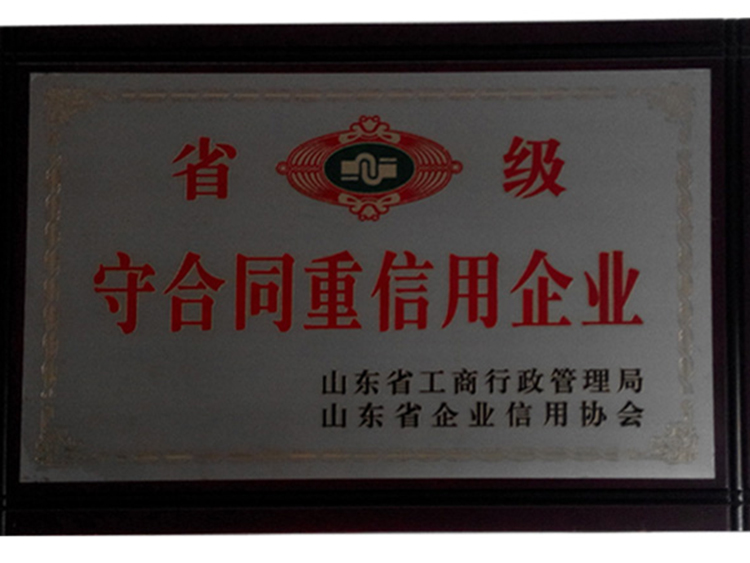 省 级
守合同重信用企业
山东省工商行政管理局
山东省企业信用协会